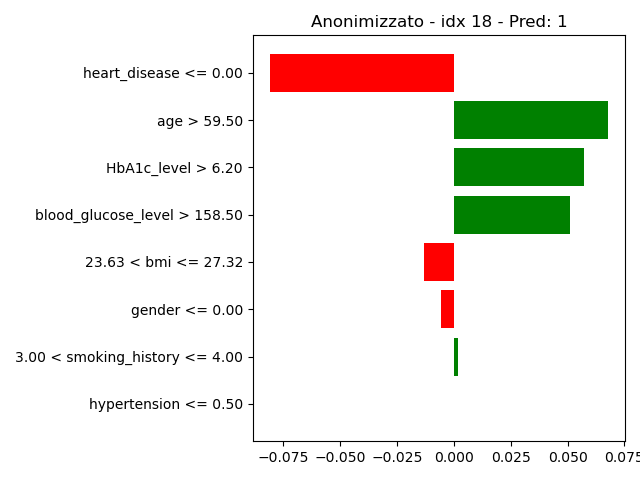 Anonimizzato - idx 18 - Pred: 1
heart_disease <= 0.00
age > 59.50
HbA1c_level > 6.20
blood_glucose_level > 158.50
23.63 < bmi <= 27.32
gender <= 0.00
3.00 < smoking_history <= 4.00
hypertension <= 0.50
−0.075 −0.050 −0.025 0.000 0.025 0.050 0.075